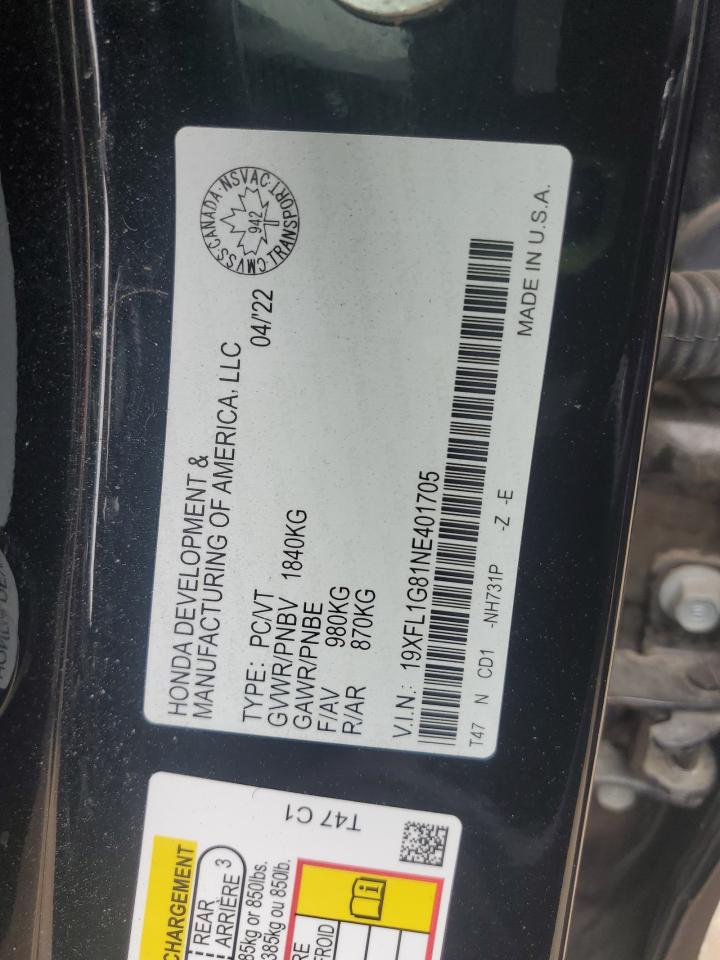 HONDA DEVELOPMENT &
MANUFACTURING OF AMERICA, LLC
04/'22
CMVSS·CANADA·NSVAC·TRANSPORT
942
TYPE: PC/VT
GVWR/PNBV 1840KG
GAWR/PNBE
F/AV 980KG
R/AR 870KG
V.I.N.: 19XFL1G81NE401705
T47 N CD1 -NH731P -Z -E
MADE IN U.S.A.
T47 C1
CHARGEMENT
REAR
ARRIÈRE 3
85kg or 850lbs.
385kg ou 850lb.
FROID